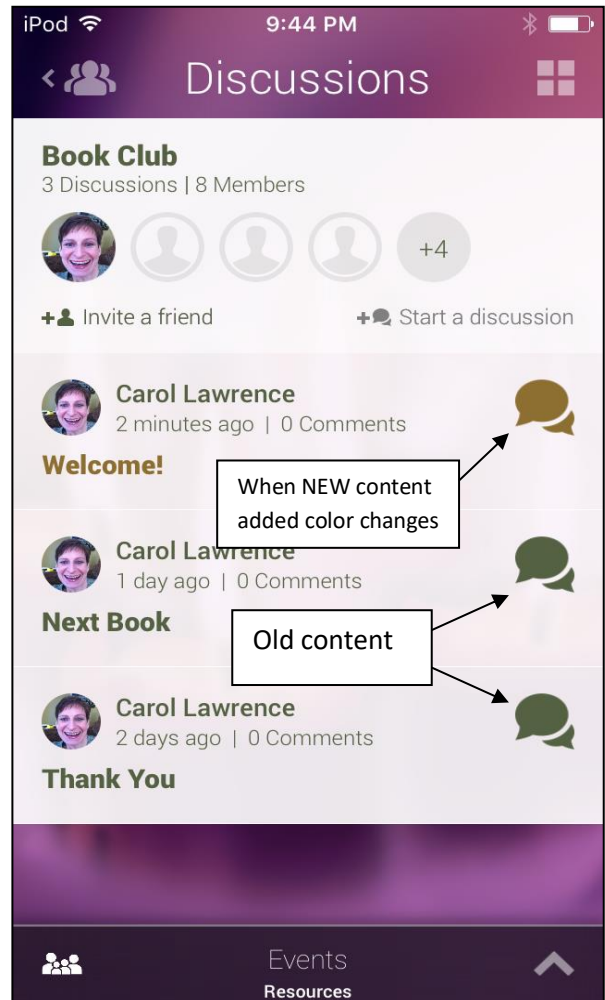 iPod 9:44 PM
Discussions
Book Club
3 Discussions | 8 Members
+4
Invite a friend
Start a discussion
Carol Lawrence
2 minutes ago | 0 Comments
Welcome!
When NEW content
added color changes
Carol Lawrence
1 day ago | 0 Comments
Next Book
Old content
Carol Lawrence
2 days ago | 0 Comments
Thank You
Events
Resources